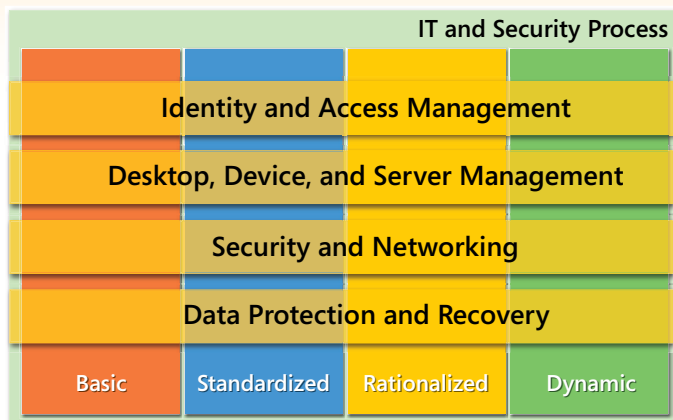 IT and Security Process
Identity and Access Management
Desktop, Device, and Server Management
Security and Networking
Data Protection and Recovery
Basic
Standardized
Rationalized
Dynamic